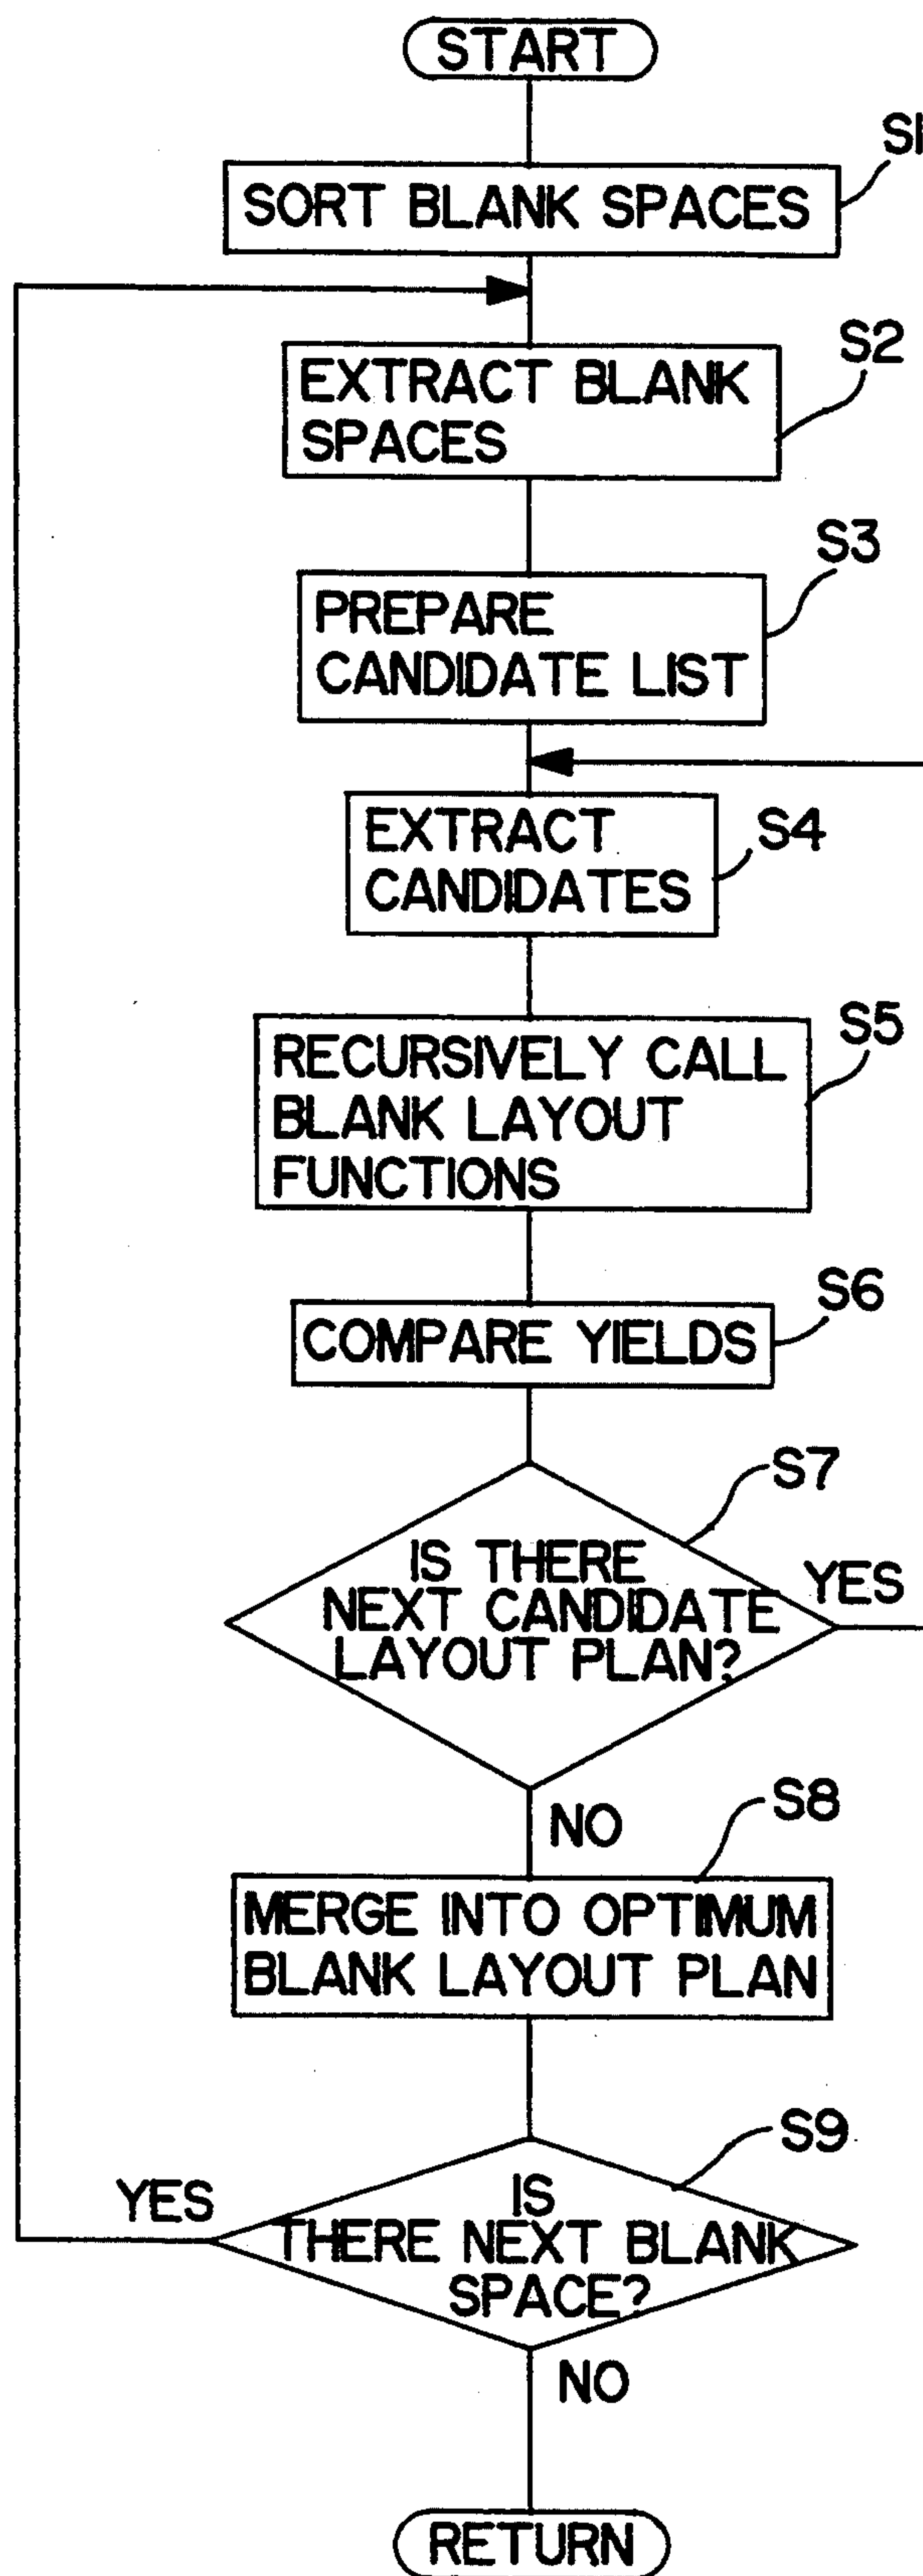 START
S1
SORT BLANK SPACES
S2
EXTRACT BLANK
SPACES
S3
PREPARE
CANDIDATE LIST
S4
EXTRACT
CANDIDATES
S5
RECURSIVELY CALL
BLANK LAYOUT
FUNCTIONS
S6
COMPARE YIELDS
S7
IS THERE
NEXT CANDIDATE
LAYOUT PLAN?
YES
NO
S8
MERGE INTO OPTIMUM
BLANK LAYOUT PLAN
S9
YES
IS
THERE NEXT BLANK
SPACE?
NO
RETURN